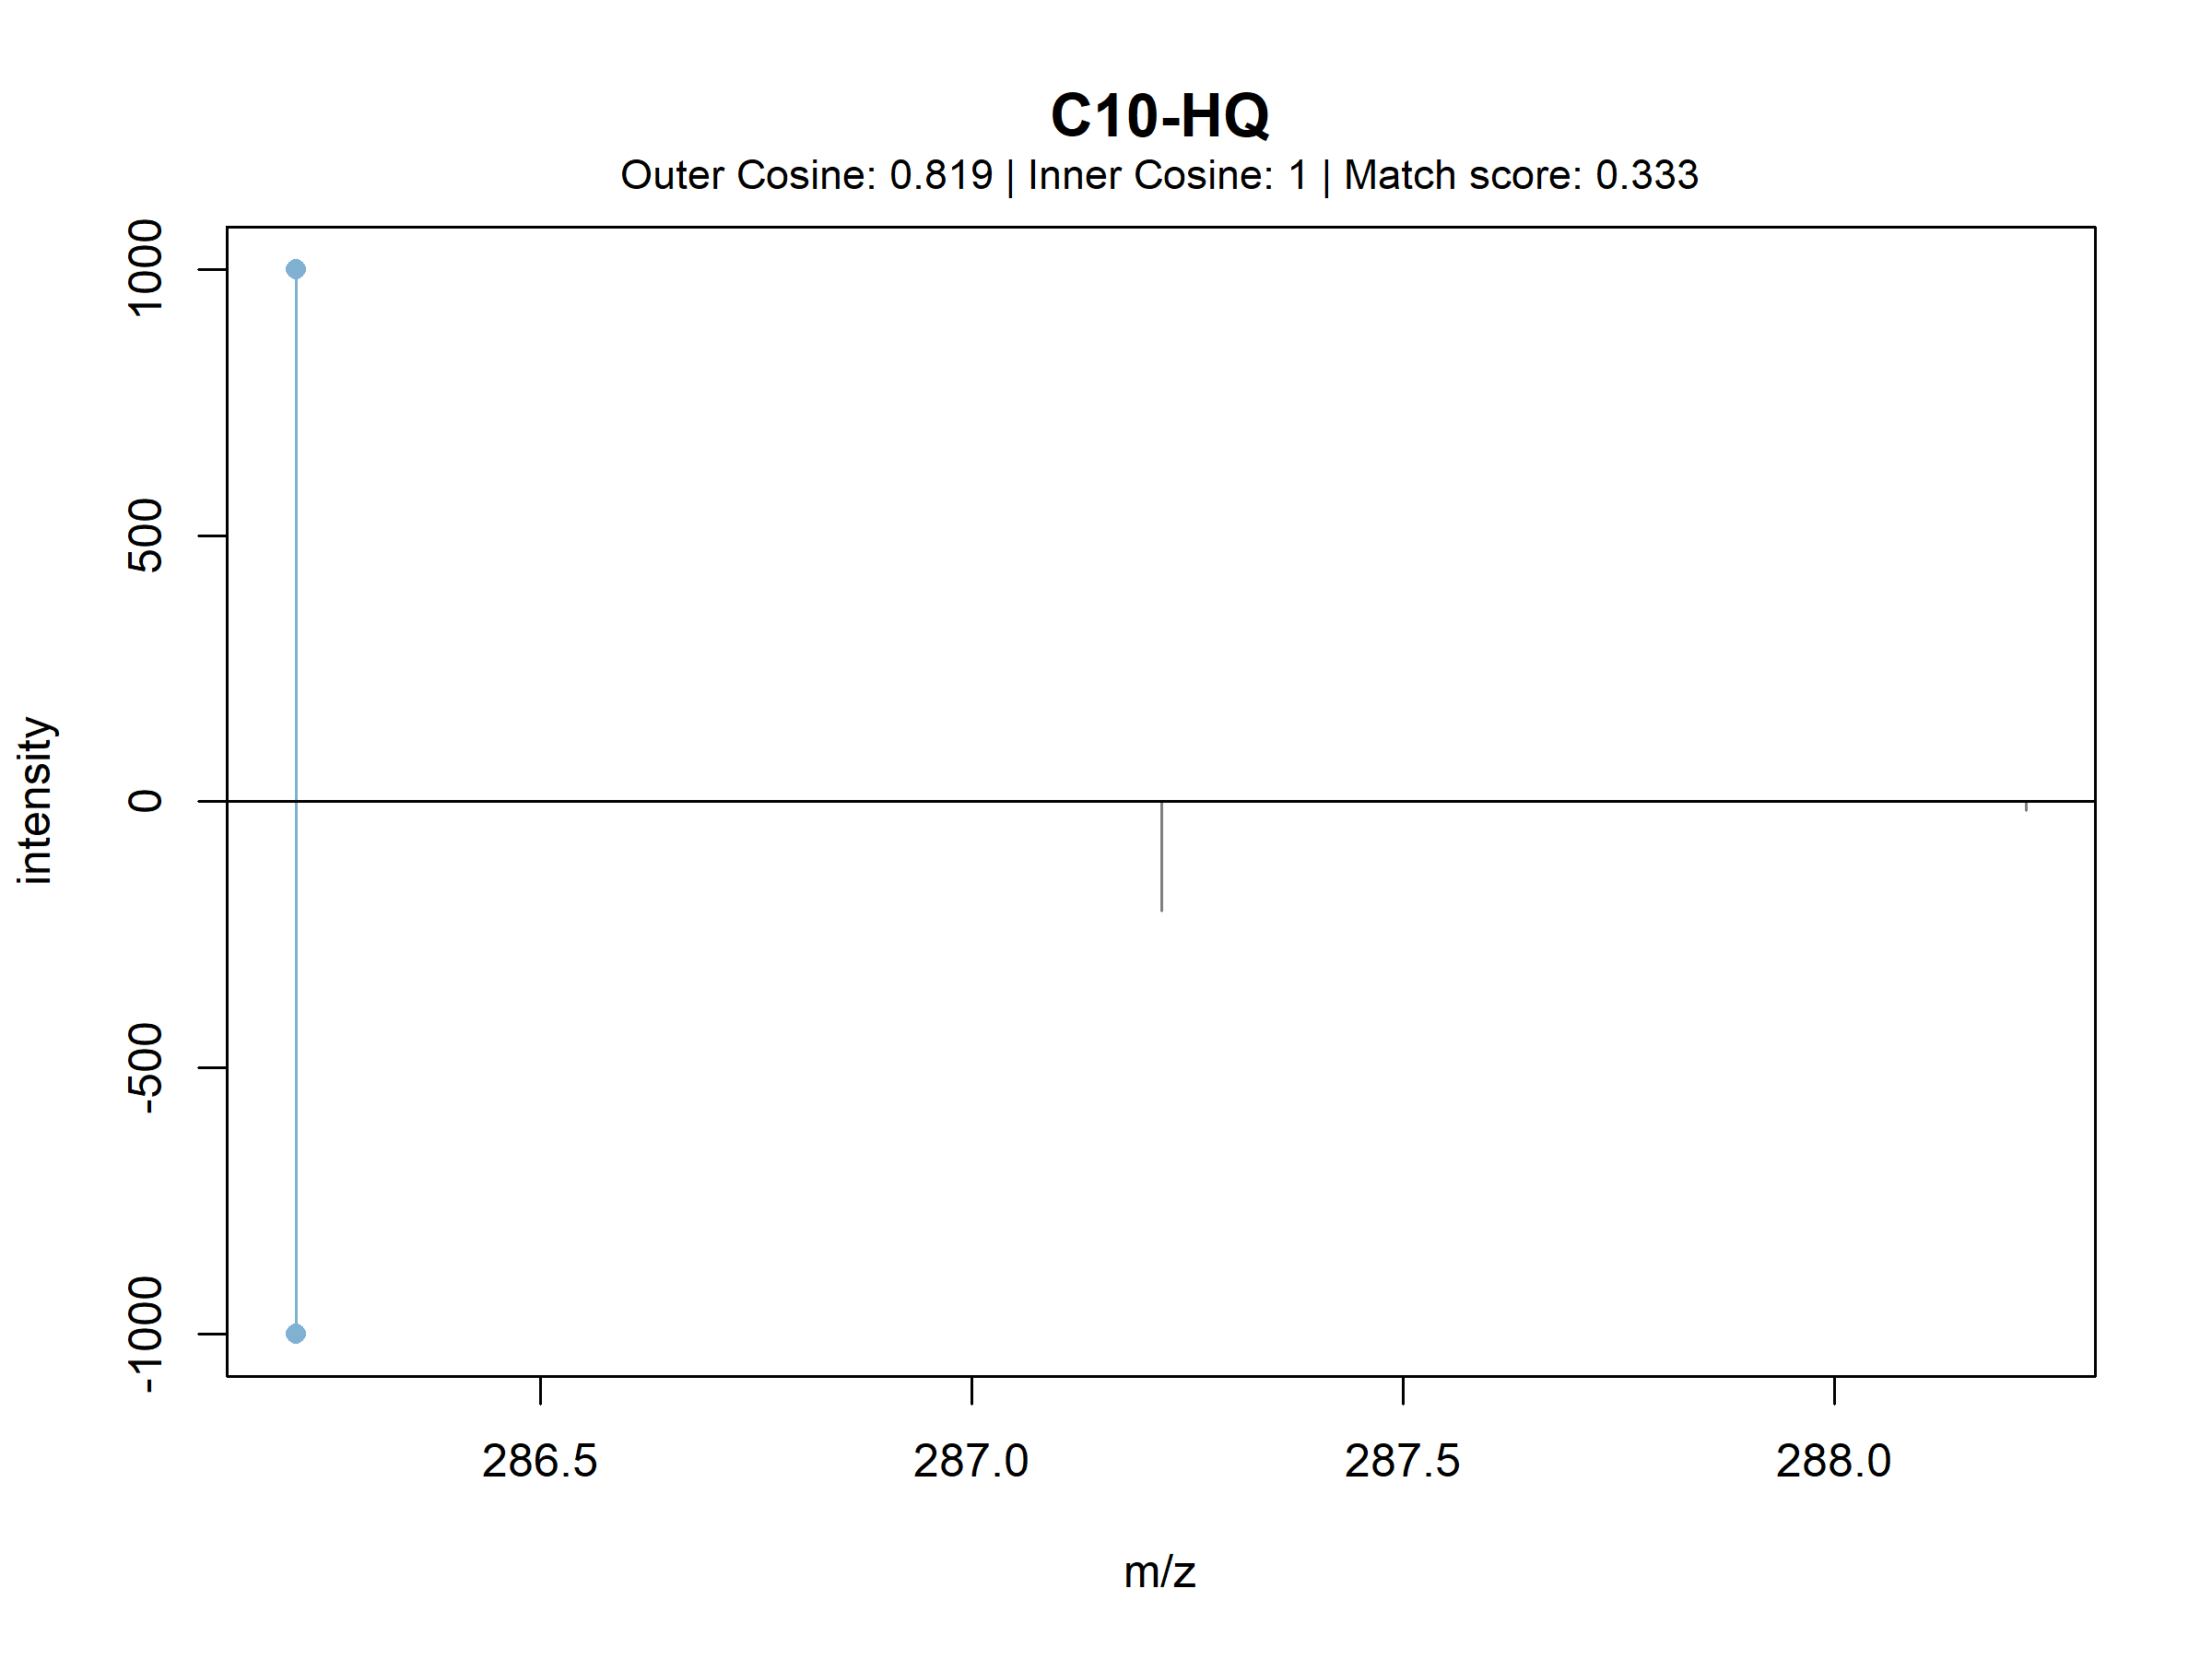 C10-HQ
Outer Cosine: 0.819 | Inner Cosine: 1 | Match score: 0.333
1000
500
0
-500
-1000
intensity
286.5 287.0 287.5 288.0
m/z